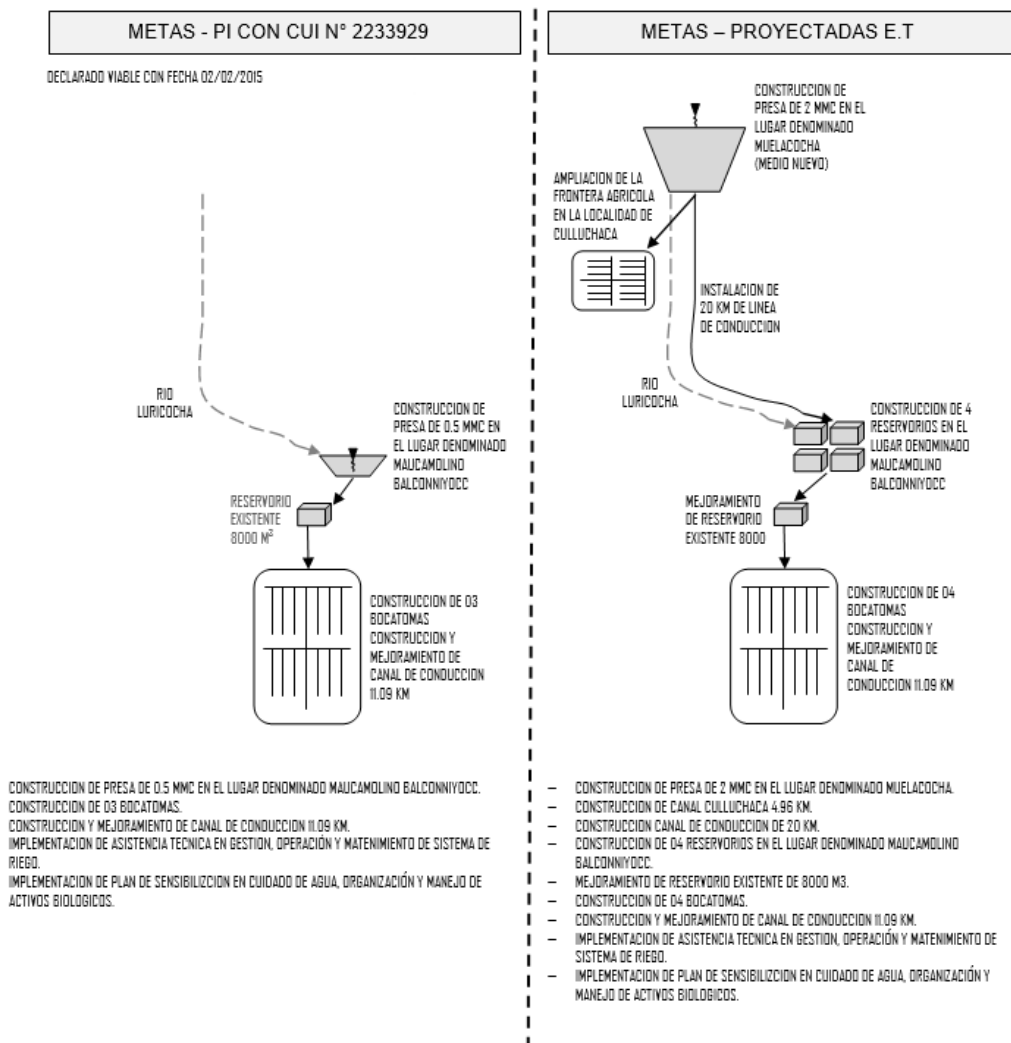 METAS - PI CON CUI N° 2233929
DECLARADO VIABLE CON FECHA 02/02/2015
RIO
LURICOCHA
CONSTRUCCION DE
PRESA DE 0.5 MMC EN
EL LUGAR DENOMINADO
MAUCAMOLINO
BALCONNIYOCC
RESERVORIO
EXISTENTE
8000 M³
CONSTRUCCION DE 03
BOCATOMAS
CONSTRUCCION Y
MEJORAMIENTO DE
CANAL DE CONDUCCION
11.09 KM
CONSTRUCCION DE PRESA DE 0.5 MMC EN EL LUGAR DENOMINADO MAUCAMOLINO BALCONNIYOCC.
CONSTRUCCION DE 03 BOCATOMAS.
CONSTRUCCION Y MEJORAMIENTO DE CANAL DE CONDUCCION 11.09 KM.
IMPLEMENTACION DE ASISTENCIA TECNICA EN GESTION, OPERACIÓN Y MATENIMIENTO DE SISTEMA DE
RIEGO.
IMPLEMENTACION DE PLAN DE SENSIBILIZCION EN CUIDADO DE AGUA, ORGANIZACIÓN Y MANEJO DE
ACTIVOS BIOLOGICOS.
METAS – PROYECTADAS E.T
CONSTRUCCION DE
PRESA DE 2 MMC EN EL
LUGAR DENOMINADO
MUELACOCHA
(MEDIO NUEVO)
AMPLIACION DE LA
FRONTERA AGRICOLA
EN LA LOCALIDAD DE
CULLUCHACA
INSTALACION DE
20 KM DE LINEA
DE CONDUCCION
RIO
LURICOCHA
CONSTRUCCION DE 4
RESERVORIOS EN EL
LUGAR DENOMINADO
MAUCAMOLINO
BALCONNIYOCC
MEJORAMIENTO
DE RESERVORIO
EXISTENTE 8000
CONSTRUCCION DE 04
BOCATOMAS
CONSTRUCCION Y
MEJORAMIENTO DE
CANAL DE
CONDUCCION 11.09 KM
– CONSTRUCCION DE PRESA DE 2 MMC EN EL LUGAR DENOMINADO MUELACOCHA.
– CONSTRUCCION DE CANAL CULLUCHACA 4.96 KM.
– CONSTRUCCION CANAL DE CONDUCCION DE 20 KM.
– CONSTRUCCION DE 04 RESERVORIOS EN EL LUGAR DENOMINADO MAUCAMOLINO
BALCONNIYOCC.
– MEJORAMIENTO DE RESERVORIO EXISTENTE DE 8000 M3.
– CONSTRUCCION DE 04 BOCATOMAS.
– CONSTRUCCION Y MEJORAMIENTO DE CANAL DE CONDUCCION 11.09 KM.
– IMPLEMENTACION DE ASISTENCIA TECNICA EN GESTION, OPERACIÓN Y MATENIMIENTO DE
SISTEMA DE RIEGO.
– IMPLEMENTACION DE PLAN DE SENSIBILIZCION EN CUIDADO DE AGUA, ORGANIZACIÓN Y
MANEJO DE ACTIVOS BIOLOGICOS.